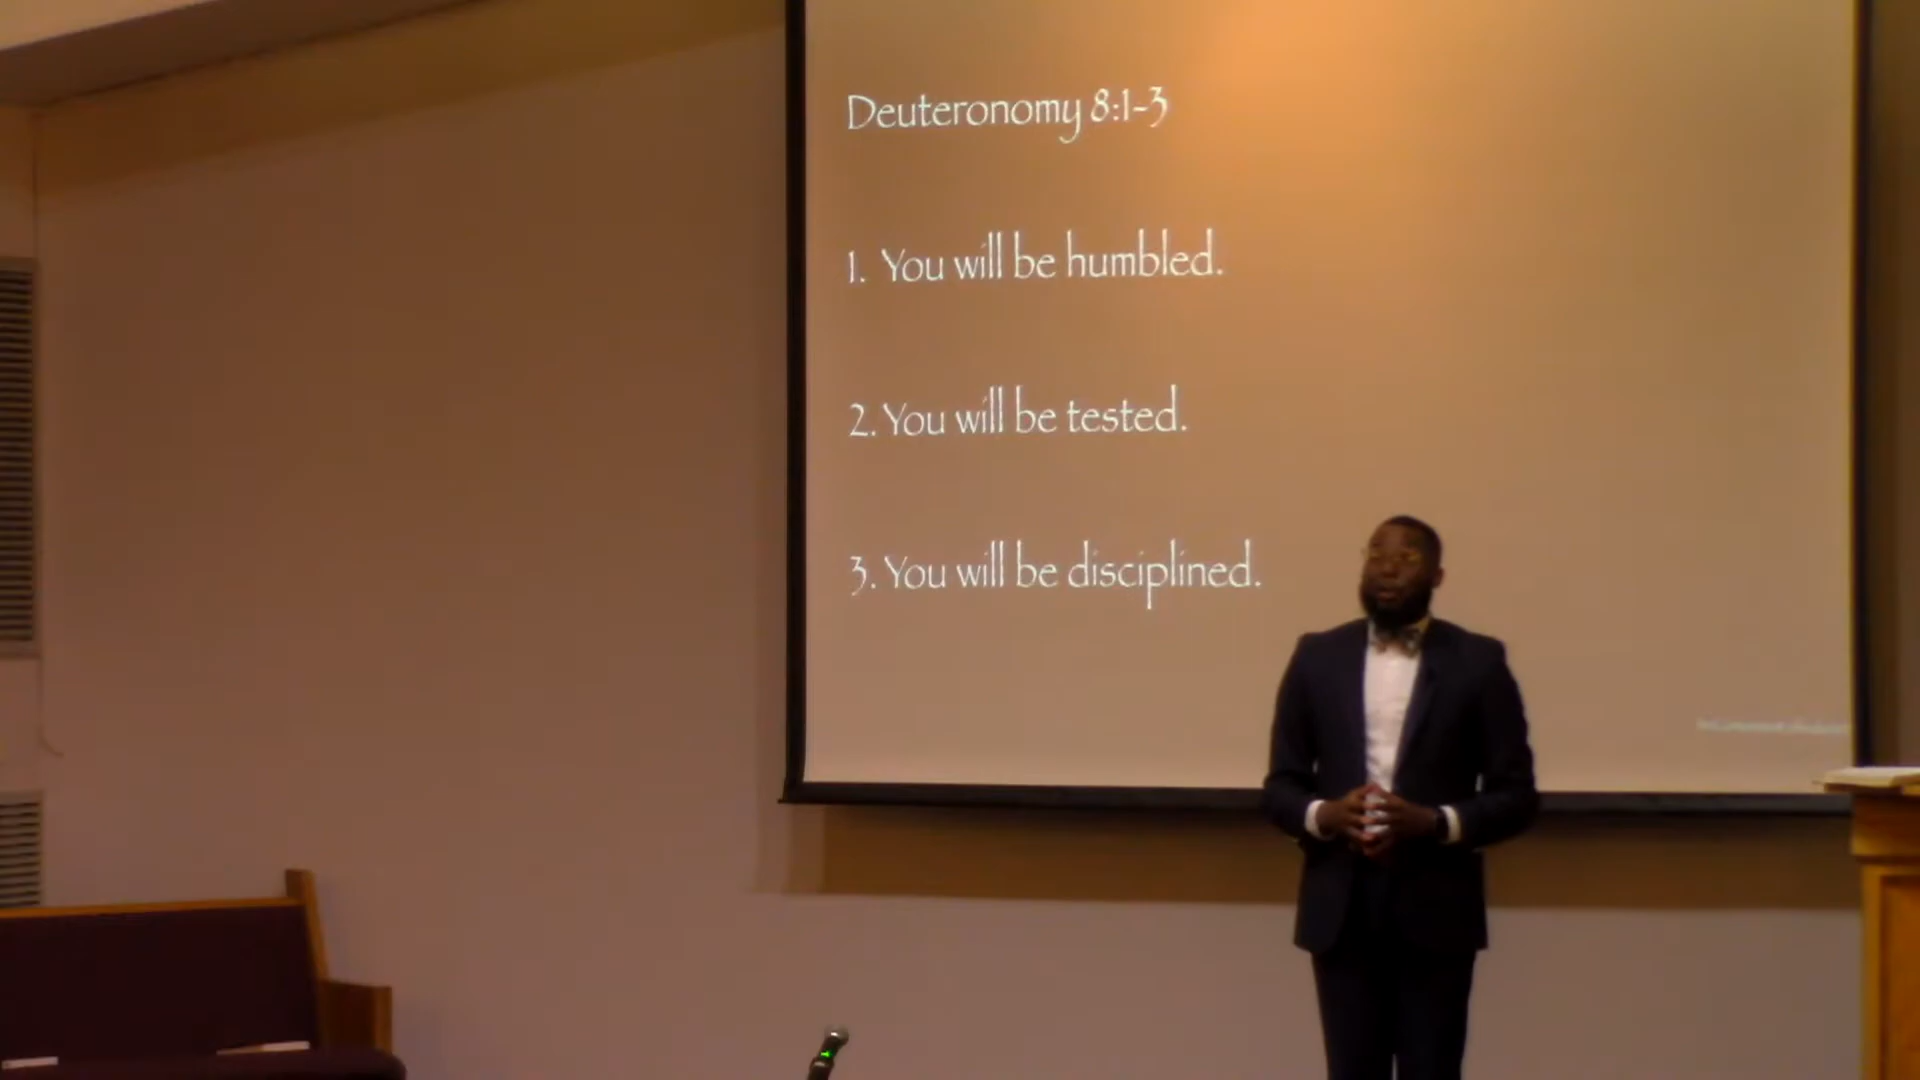 Deuteronomy 8:1-3
1. You will be humbled.
2. You will be tested.
3. You will be disciplined.